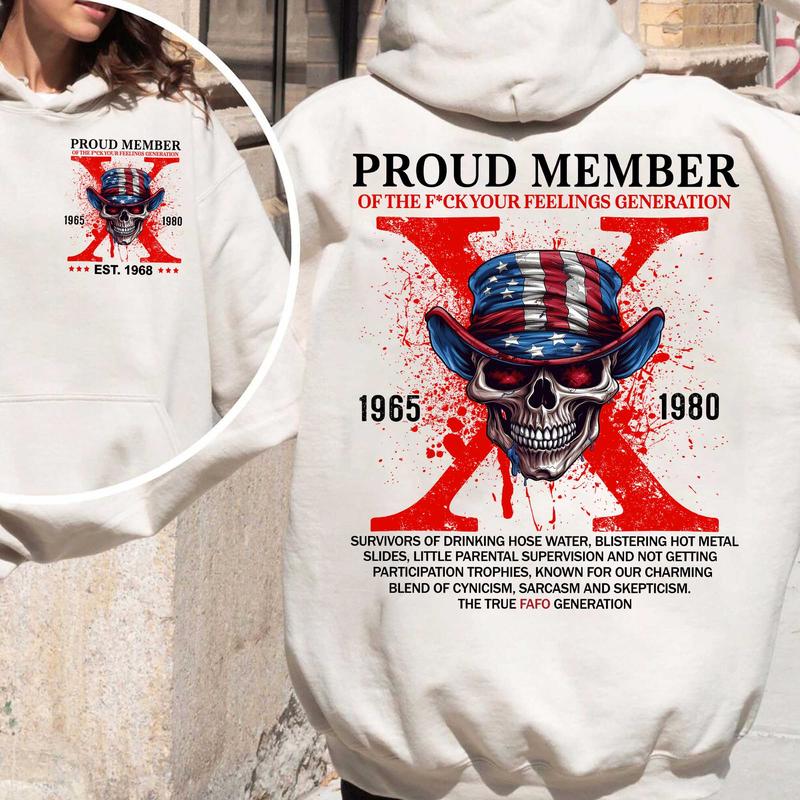 PROUD MEMBER
OF THE F*CK YOUR FEELINGS GENERATION
X
1965 1980
★★★ EST. 1968 ★★★
PROUD MEMBER
OF THE F*CK YOUR FEELINGS GENERATION
X
1965 1980
SURVIVORS OF DRINKING HOSE WATER, BLISTERING HOT METAL
SLIDES, LITTLE PARENTAL SUPERVISION AND NOT GETTING
PARTICIPATION TROPHIES, KNOWN FOR OUR CHARMING
BLEND OF CYNICISM, SARCASM AND SKEPTICISM.
THE TRUE FAFO GENERATION